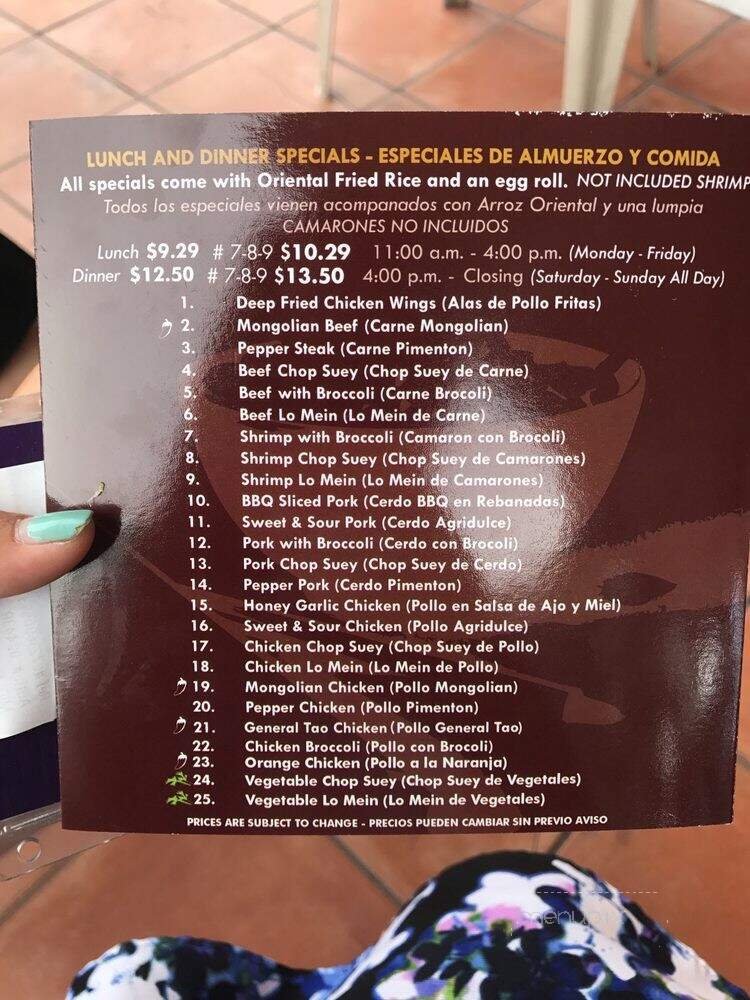 LUNCH AND DINNER SPECIALS - ESPECIALES DE ALMUERZO Y COMIDA
All specials come with Oriental Fried Rice and an egg roll. NOT INCLUDED SHRIMP
Todos los especiales vienen acompanados con Arroz Oriental y una lumpia
CAMARONES NO INCLUIDOS
Lunch $9.29 # 7-8-9 $10.29 11:00 a.m. - 4:00 p.m. (Monday - Friday)
Dinner $12.50 # 7-8-9 $13.50 4:00 p.m. - Closing (Saturday - Sunday All Day)
1. Deep Fried Chicken Wings (Alas de Pollo Fritas)
2. Mongolian Beef (Carne Mongolian)
3. Pepper Steak (Carne Pimenton)
4. Beef Chop Suey (Chop Suey de Carne)
5. Beef with Broccoli (Carne Brocoli)
6. Beef Lo Mein (Lo Mein de Carne)
7. Shrimp with Broccoli (Camaron con Brocoli)
8. Shrimp Chop Suey (Chop Suey de Camarones)
9. Shrimp Lo Mein (Lo Mein de Camarones)
10. BBQ Sliced Pork (Cerdo BBQ en Rebanadas)
11. Sweet & Sour Pork (Cerdo Agridulce)
12. Pork with Broccoli (Cerdo con Brocoli)
13. Pork Chop Suey (Chop Suey de Cerdo)
14. Pepper Pork (Cerdo Pimenton)
15. Honey Garlic Chicken (Pollo en Salsa de Ajo y Miel)
16. Sweet & Sour Chicken (Pollo Agridulce)
17. Chicken Chop Suey (Chop Suey de Pollo)
18. Chicken Lo Mein (Lo Mein de Pollo)
19. Mongolian Chicken (Pollo Mongolian)
20. Pepper Chicken (Pollo Pimenton)
21. General Tao Chicken (Pollo General Tao)
22. Chicken Broccoli (Pollo con Brocoli)
23. Orange Chicken (Pollo a la Naranja)
24. Vegetable Chop Suey (Chop Suey de Vegetales)
25. Vegetable Lo Mein (Lo Mein de Vegetales)
PRICES ARE SUBJECT TO CHANGE - PRECIOS PUEDEN CAMBIAR SIN PREVIO AVISO